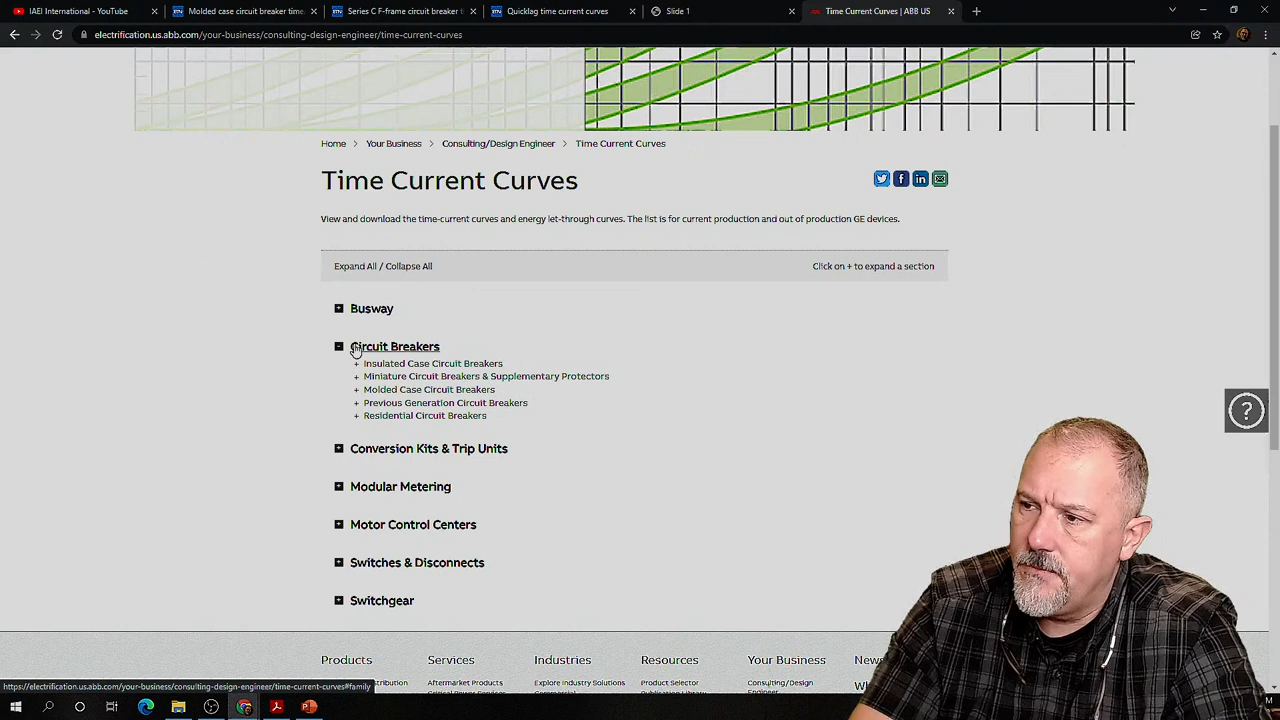 IAEI International - YouTube
Molded case circuit breaker time
Series C F-frame circuit breaker t
Quicklag time current curves
Slide 1
Time Current Curves | ABB US
electrification.us.abb.com/your-business/consulting-design-engineer/time-current-curves
Home > Your Business > Consulting/Design Engineer > Time Current Curves
Time Current Curves
View and download the time-current curves and energy let-through curves. The list is for current production and out of production GE devices.
Expand All / Collapse All
Click on + to expand a section
+ Busway
- Circuit Breakers
+ Insulated Case Circuit Breakers
+ Miniature Circuit Breakers & Supplementary Protectors
+ Molded Case Circuit Breakers
+ Previous Generation Circuit Breakers
+ Residential Circuit Breakers
+ Conversion Kits & Trip Units
+ Modular Metering
+ Motor Control Centers
+ Switches & Disconnects
+ Switchgear
Products
Services
Industries
Resources
Your Business
News
tribution
Aftermarket Products
Explore Industry Solutions
Product Selector
Consulting/Design
Engineer
https://electrification.us.abb.com/your-business/consulting-design-engineer/time-current-curves#family